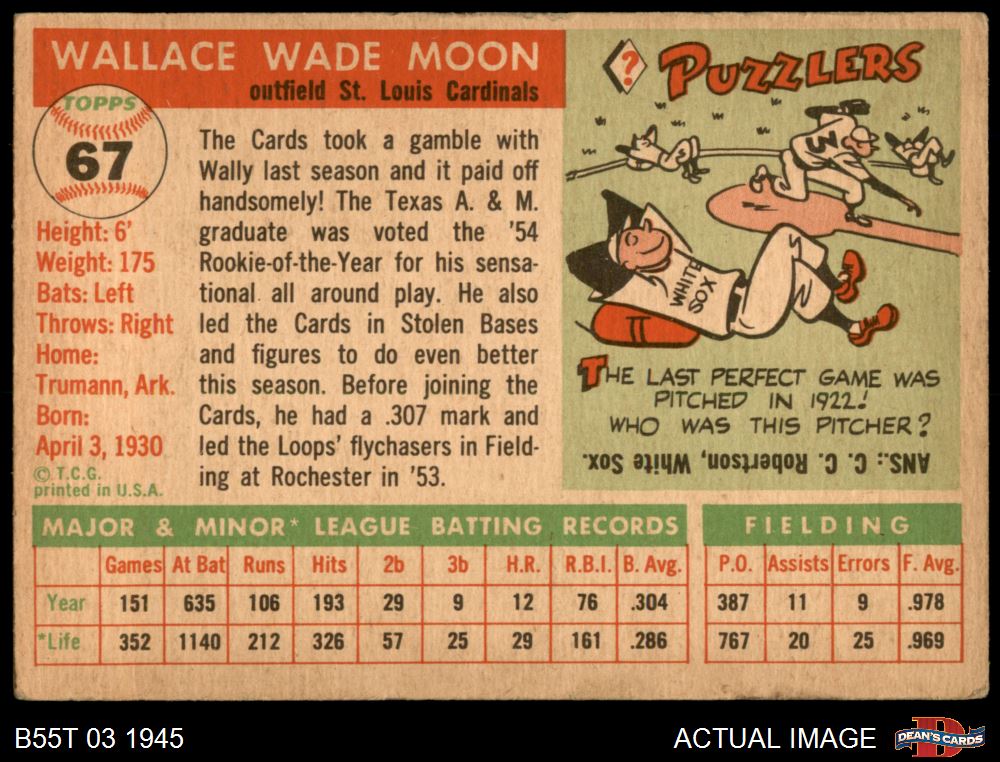 WALLACE WADE MOON
outfield St. Louis Cardinals
TOPPS
67
Height: 6'
Weight: 175
Bats: Left
Throws: Right
Home:
Trumann, Ark.
Born:
April 3, 1930
© T.C.G.
printed in U.S.A.
The Cards took a gamble with
Wally last season and it paid off
handsomely! The Texas A. & M.
graduate was voted the '54
Rookie-of-the-Year for his sensa-
tional all around play. He also
led the Cards in Stolen Bases
and figures to do even better
this season. Before joining the
Cards, he had a .307 mark and
led the Loops' flychasers in Field-
ing at Rochester in '53.
? PUZZLERS
3
WHITE
SOX
THE LAST PERFECT GAME WAS
PITCHED IN 1922!
WHO WAS THIS PITCHER?
ANS.: C. C. Robertson, White Sox.
MAJOR & MINOR* LEAGUE BATTING RECORDS
Games At Bat Runs Hits 2b 3b H.R. R.B.I. B. Avg.
Year 151 635 106 193 29 9 12 76 .304
*Life 352 1140 212 326 57 25 29 161 .286
FIELDING
P.O. Assists Errors F. Avg.
387 11 9 .978
767 20 25 .969
B55T 03 1945
ACTUAL IMAGE
D
DEAN'S CARDS